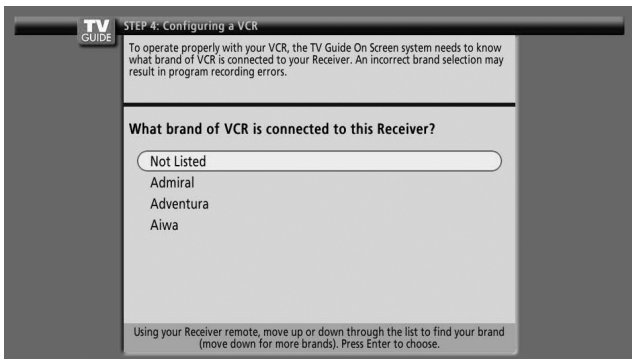 TV
GUIDE
STEP 4: Configuring a VCR
To operate properly with your VCR, the TV Guide On Screen system needs to know
what brand of VCR is connected to your Receiver. An incorrect brand selection may
result in program recording errors.
What brand of VCR is connected to this Receiver?
Not Listed
Admiral
Adventura
Aiwa
Using your Receiver remote, move up or down through the list to find your brand
(move down for more brands). Press Enter to choose.